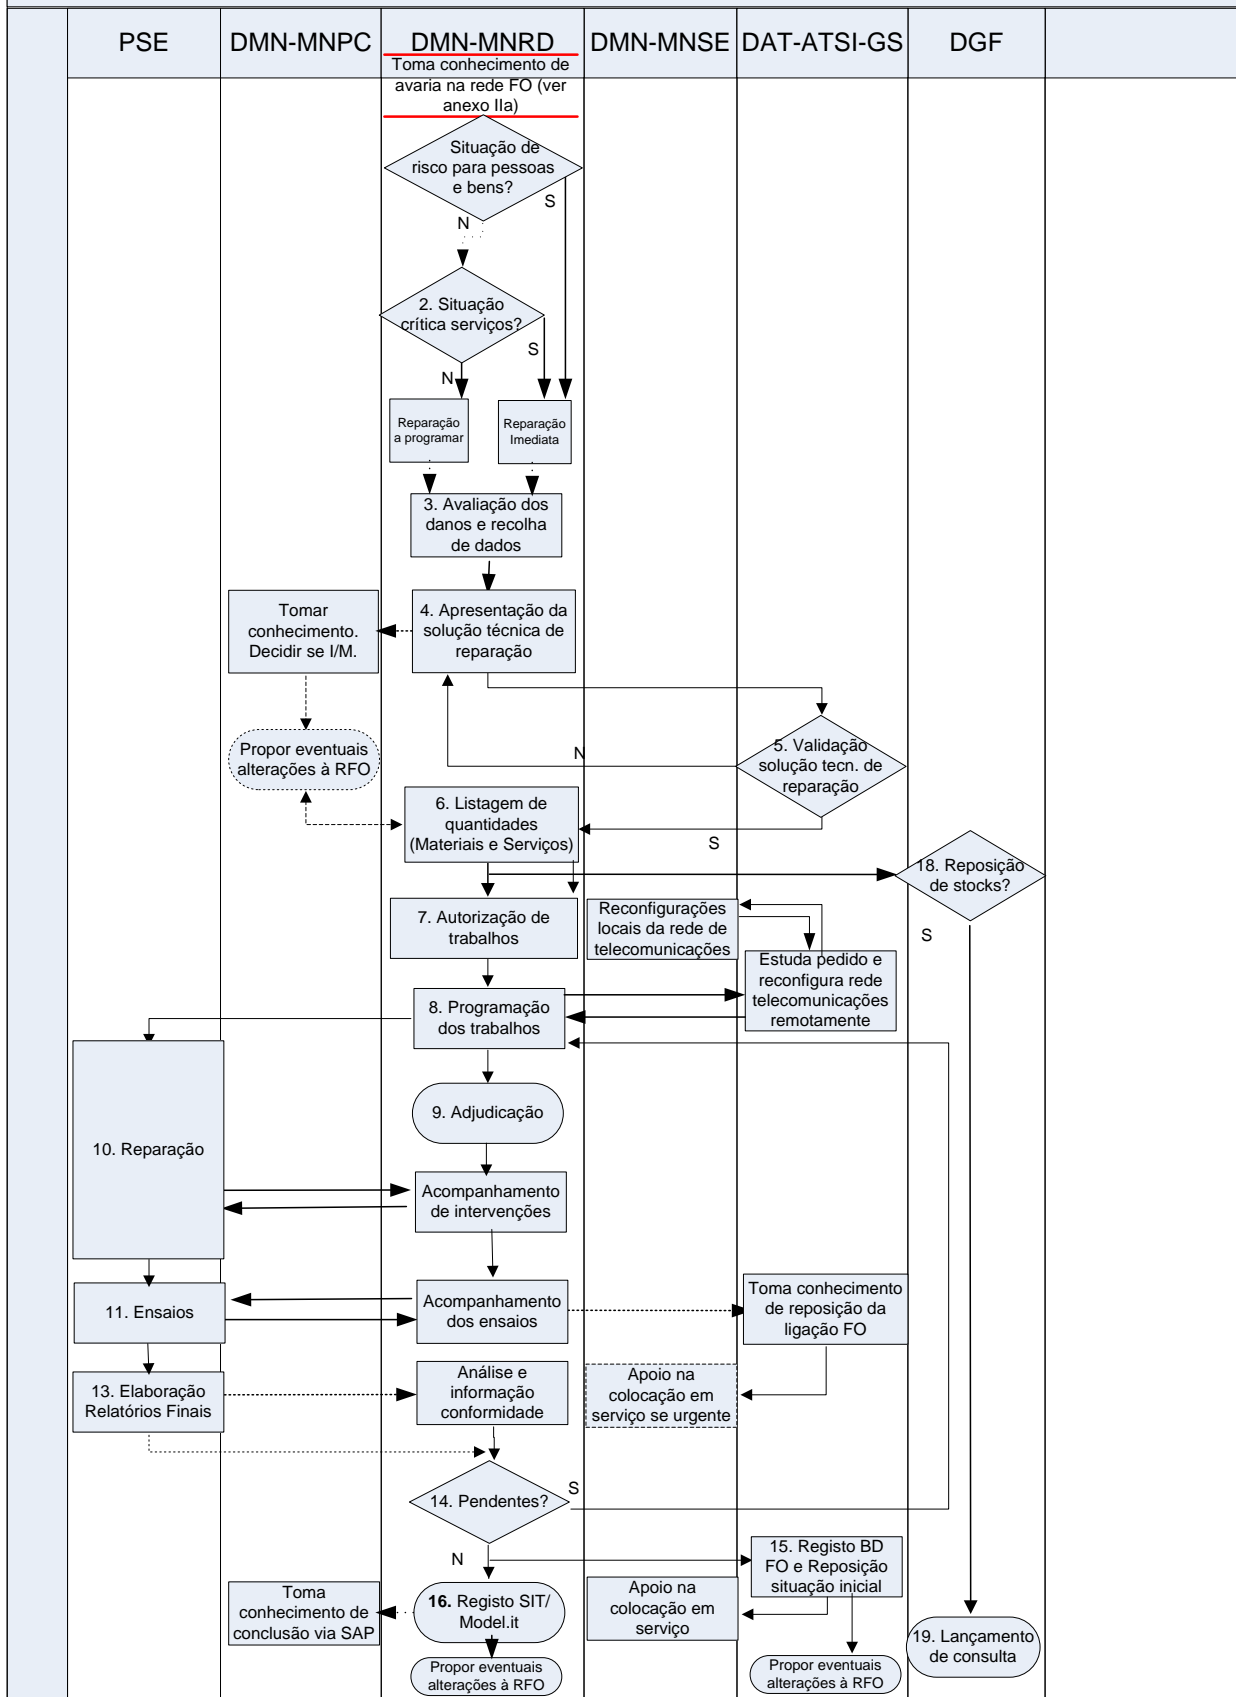 PSE
DMN-MNPC
DMN-MNRD
DMN-MNSE
DAT-ATSI-GS
DGF
Toma conhecimento de
avaria na rede FO (ver
anexo IIa)
Situação de
risco para pessoas
e bens?
S
N
2. Situação
crítica serviços?
S
N
Reparação
a programar
Reparação
Imediata
3. Avaliação dos
danos e recolha
de dados
Tomar
conhecimento.
Decidir se I/M.
4. Apresentação da
solução técnica de
reparação
Propor eventuais
alterações à RFO
N
5. Validação
solução tecn. de
reparação
6. Listagem de
quantidades
(Materiais e Serviços)
S
18. Reposição
de stocks?
S
7. Autorização de
trabalhos
Reconfigurações
locais da rede de
telecomunicações
Estuda pedido e
reconfigura rede
telecomunicações
remotamente
8. Programação
dos trabalhos
9. Adjudicação
10. Reparação
Acompanhamento
de intervenções
11. Ensaios
Acompanhamento
dos ensaios
Toma conhecimento
de reposição da
ligação FO
13. Elaboração
Relatórios Finais
Análise e
informação
conformidade
Apoio na
colocação em
serviço se urgente
14. Pendentes?
S
N
15. Registo BD
FO e Reposição
situação inicial
Toma
conhecimento de
conclusão via SAP
16. Registo SIT/
Model.it
Apoio na
colocação em
serviço
19. Lançamento
de consulta
Propor eventuais
alterações à RFO
Propor eventuais
alterações à RFO